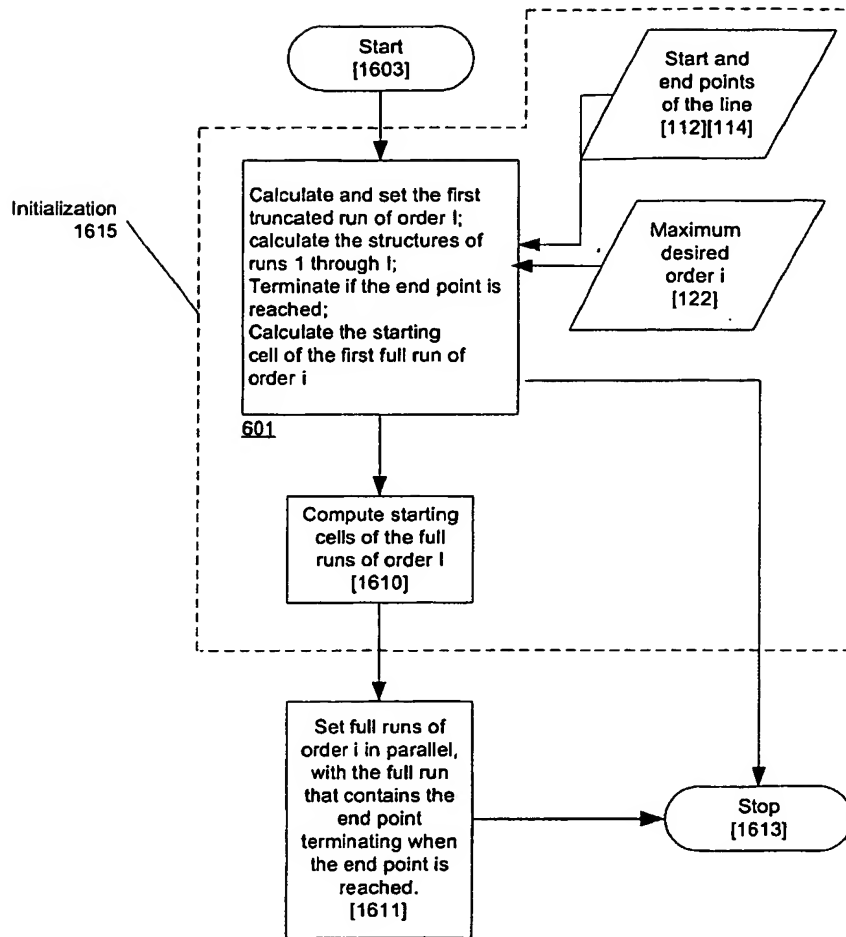 Start
[1603]
Start and
end points
of the line
[112][114]
Initialization
1615
Calculate and set the first
truncated run of order I;
calculate the structures of
runs 1 through I;
Terminate if the end point is
reached;
Calculate the starting
cell of the first full run of
order i
601
Maximum
desired
order i
[122]
Compute starting
cells of the full
runs of order I
[1610]
Set full runs of
order i in parallel,
with the full run
that contains the
end point
terminating when
the end point is
reached.
[1611]
Stop
[1613]